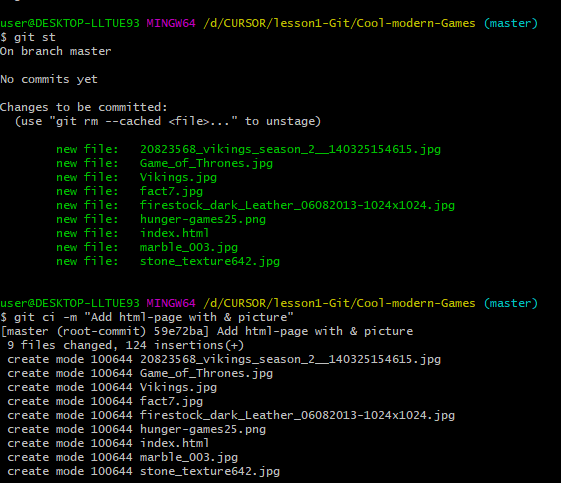 user@DESKTOP-LLTUE93 MINGW64 /d/CURSOR/lesson1-Git/Cool-modern-Games (master)
$ git st
On branch master
No commits yet
Changes to be committed:
  (use "git rm --cached <file>..." to unstage)
        new file:   20823568_vikings_season_2__140325154615.jpg
        new file:   Game_of_Thrones.jpg
        new file:   Vikings.jpg
        new file:   fact7.jpg
        new file:   firestock_dark_Leather_06082013-1024x1024.jpg
        new file:   hunger-games25.png
        new file:   index.html
        new file:   marble_003.jpg
        new file:   stone_texture642.jpg
user@DESKTOP-LLTUE93 MINGW64 /d/CURSOR/lesson1-Git/Cool-modern-Games (master)
$ git ci -m "Add html-page with & picture"
[master (root-commit) 59e72ba] Add html-page with & picture
 9 files changed, 124 insertions(+)
 create mode 100644 20823568_vikings_season_2__140325154615.jpg
 create mode 100644 Game_of_Thrones.jpg
 create mode 100644 Vikings.jpg
 create mode 100644 fact7.jpg
 create mode 100644 firestock_dark_Leather_06082013-1024x1024.jpg
 create mode 100644 hunger-games25.png
 create mode 100644 index.html
 create mode 100644 marble_003.jpg
 create mode 100644 stone_texture642.jpg